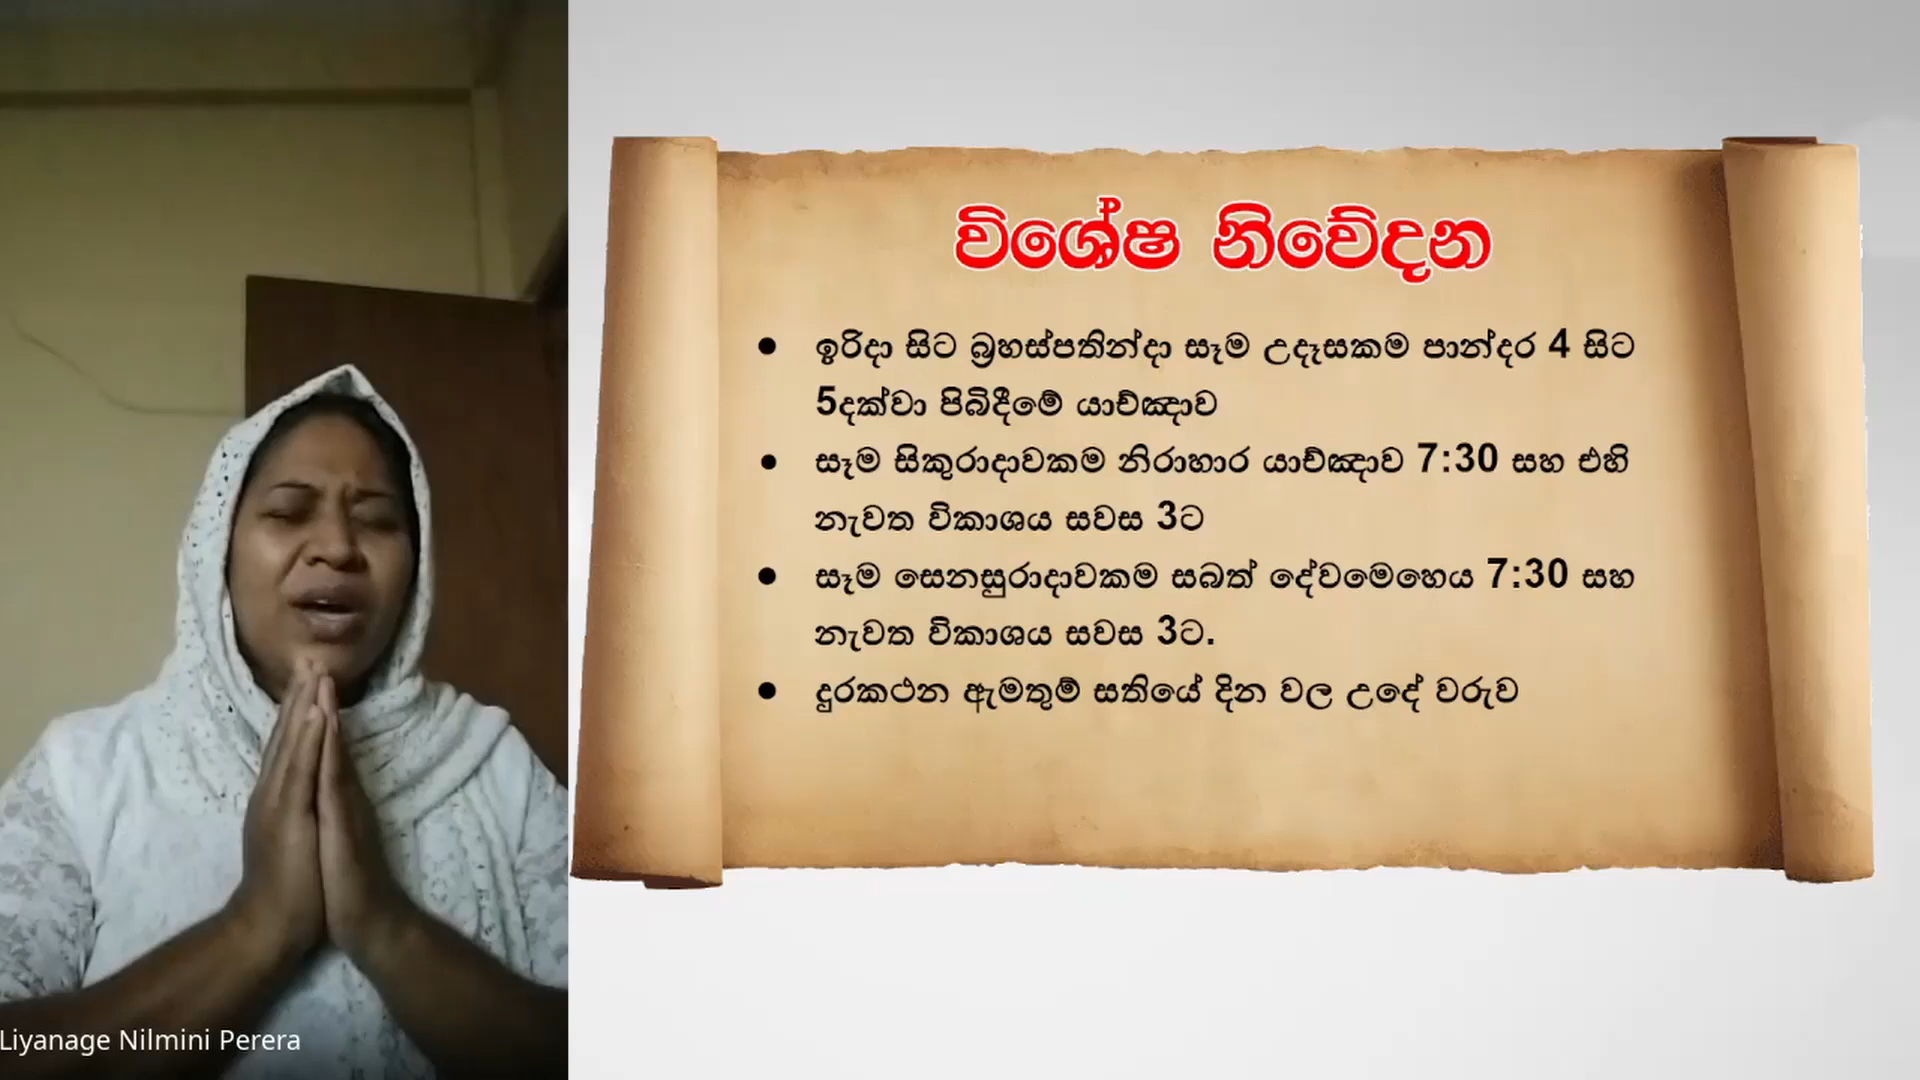 විශේෂ නිවේදන
● ඉරිදා සිට බ්‍රහස්පතින්දා සෑම උදෑසකම පාන්දර 4 සිට
5දක්වා පිබිදීමේ යාච්ඤාව
● සෑම සිකුරාදාවකම නිරාහාර යාච්ඤාව 7:30 සහ එහි
නැවත විකාශය සවස 3ට
● සෑම සෙනසුරාදාවකම සබත් දේවමෙහෙය 7:30 සහ
නැවත විකාශය සවස 3ට.
● දුරකථන ඇමතුම් සතියේ දින වල උදේ වරුව
Liyanage Nilmini Perera